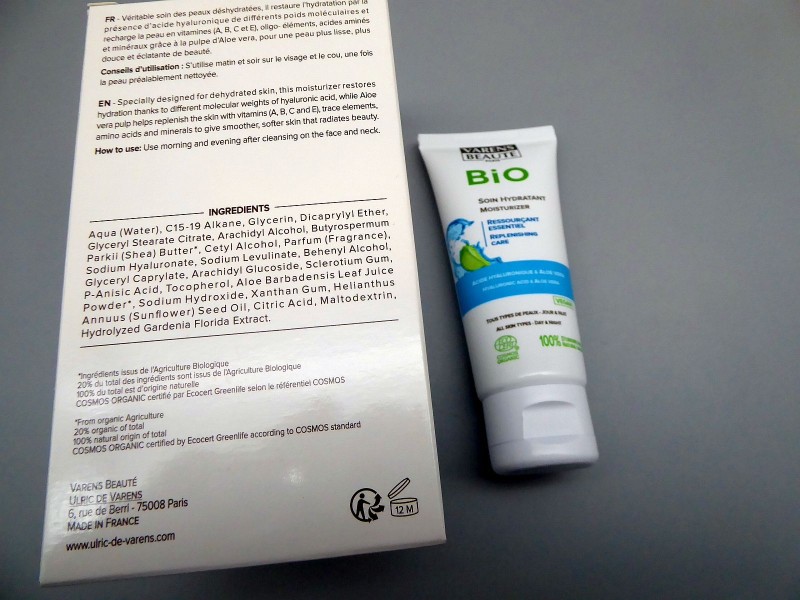 FR - Véritable soin des peaux déshydratées, il restaure l'hydratation par la
présence d'acide hyaluronique de différents poids moléculaires et
recharge la peau en vitamines (A, B, C et E), oligo- éléments, acides aminés
et minéraux grâce à la pulpe d'Aloe vera, pour une peau plus lisse, plus
douce et éclatante de beauté.
Conseils d'utilisation : S'utilise matin et soir sur le visage et le cou, une fois
la peau préalablement nettoyée.
EN - Specially designed for dehydrated skin, this moisturizer restores
hydration thanks to different molecular weights of hyaluronic acid, while Aloe
vera pulp helps replenish the skin with vitamins (A, B, C and E), trace elements,
amino acids and minerals to give smoother, softer skin that radiates beauty.
How to use: Use morning and evening after cleansing on the face and neck.
INGREDIENTS
Aqua (Water), C15-19 Alkane, Glycerin, Dicaprylyl Ether,
Glyceryl Stearate Citrate, Arachidyl Alcohol, Butyrospermum
Parkii (Shea) Butter*, Cetyl Alcohol, Parfum (Fragrance),
Sodium Hyaluronate, Sodium Levulinate, Behenyl Alcohol,
Glyceryl Caprylate, Arachidyl Glucoside, Sclerotium Gum,
P-Anisic Acid, Tocopherol, Aloe Barbadensis Leaf Juice
Powder*, Sodium Hydroxide, Xanthan Gum, Helianthus
Annuus (Sunflower) Seed Oil, Citric Acid, Maltodextrin,
Hydrolyzed Gardenia Florida Extract.
*Ingrédients issus de l'Agriculture Biologique
20% du total des ingrédients sont issus de l'Agriculture Biologique
100% du total est d'origine naturelle
COSMOS ORGANIC certifié par Ecocert Greenlife selon le référentiel COSMOS
*From organic Agriculture
20% organic of total
100% natural origin of total
COSMOS ORGANIC certified by Ecocert Greenlife according to COSMOS standard
VARENS BEAUTÉ
ULRIC DE VARENS
6, rue de Berri - 75008 Paris
MADE IN FRANCE
www.ulric-de-varens.com
12 M
VARENS
BEAUTÉ
PARIS
BiO
SOIN HYDRATANT
MOISTURIZER
RESSOURÇANT
ESSENTIEL
REPLENISHING
CARE
ACIDE HYALURONIQUE & ALOE VERA
HYALURONIC ACID & ALOE VERA
VEGAN
TOUS TYPES DE PEAUX - JOUR & NUIT
ALL SKIN TYPES - DAY & NIGHT
100%